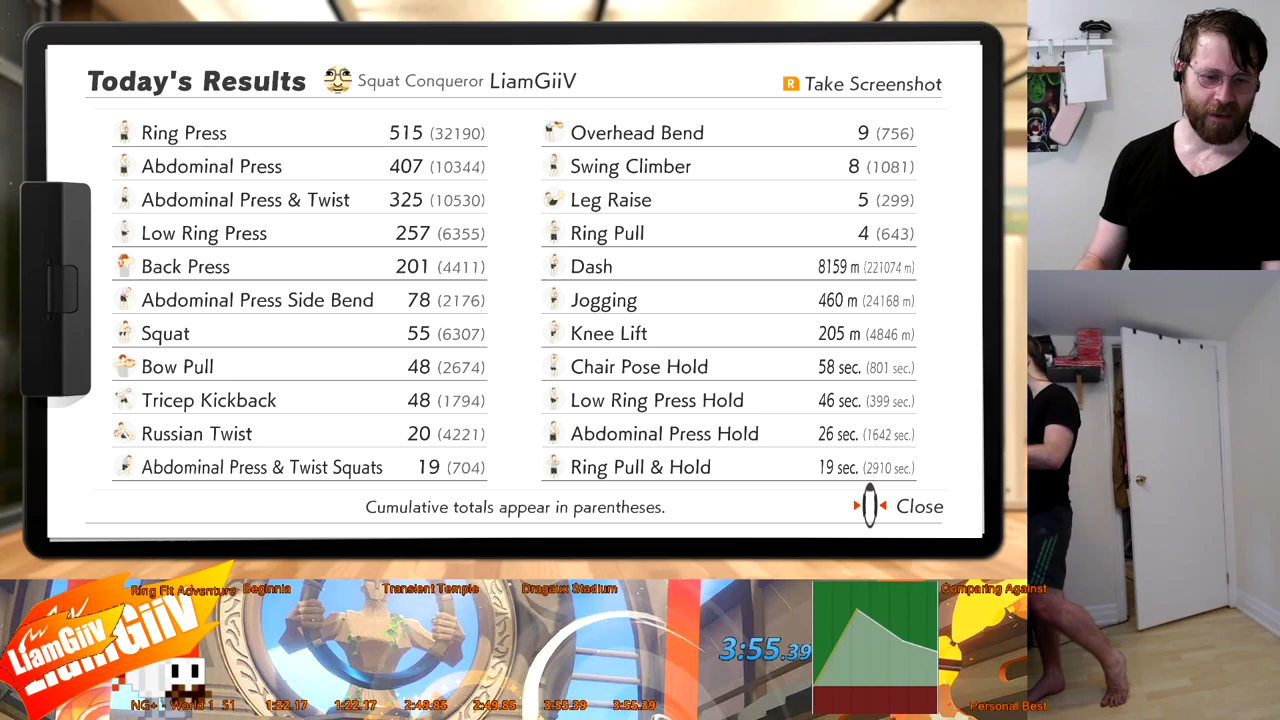 Today's Results Squat Conqueror LiamGiiV R Take Screenshot
Ring Press 515 (32190)
Abdominal Press 407 (10344)
Abdominal Press & Twist 325 (10530)
Low Ring Press 257 (6355)
Back Press 201 (4411)
Abdominal Press Side Bend 78 (2176)
Squat 55 (6307)
Bow Pull 48 (2674)
Tricep Kickback 48 (1794)
Russian Twist 20 (4221)
Abdominal Press & Twist Squats 19 (704)
Overhead Bend 9 (756)
Swing Climber 8 (1081)
Leg Raise 5 (299)
Ring Pull 4 (643)
Dash 8159 m (221074 m)
Jogging 460 m (24168 m)
Knee Lift 205 m (4846 m)
Chair Pose Hold 58 sec. (801 sec.)
Low Ring Press Hold 46 sec. (399 sec.)
Abdominal Press Hold 26 sec. (1642 sec.)
Ring Pull & Hold 19 sec. (2910 sec.)
Cumulative totals appear in parentheses.
Close
Ring Fit Adventure Beginnia Transient Temple Dragaux Stadium Comparing Against
LiamGiiV
LiamGiiV
3:55.39
NG+ - World 1 51 1:22.17 1:22.17 2:49.85 2:49.85 3:55.39 3:55.39 Personal Best